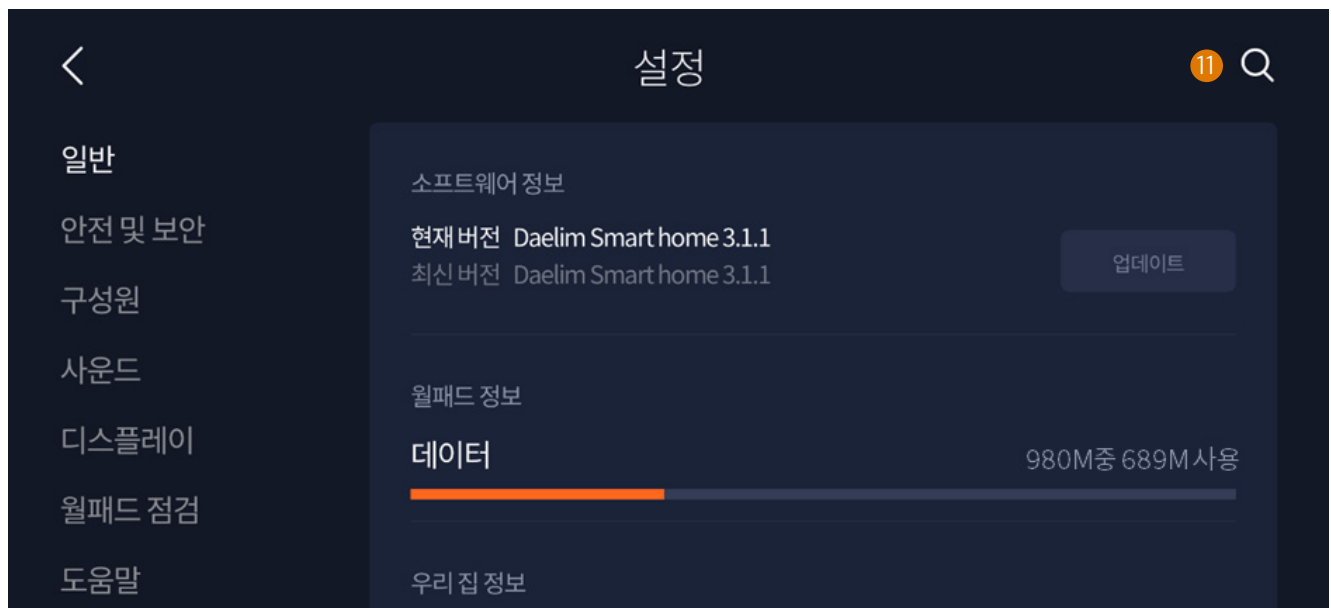 설정
11
일반
안전 및 보안
구성원
사운드
디스플레이
월패드 점검
도움말
소프트웨어 정보
현재 버전 Daelim Smart home 3.1.1
최신 버전 Daelim Smart home 3.1.1
업데이트
월패드 정보
데이터
980M중 689M 사용
우리 집 정보